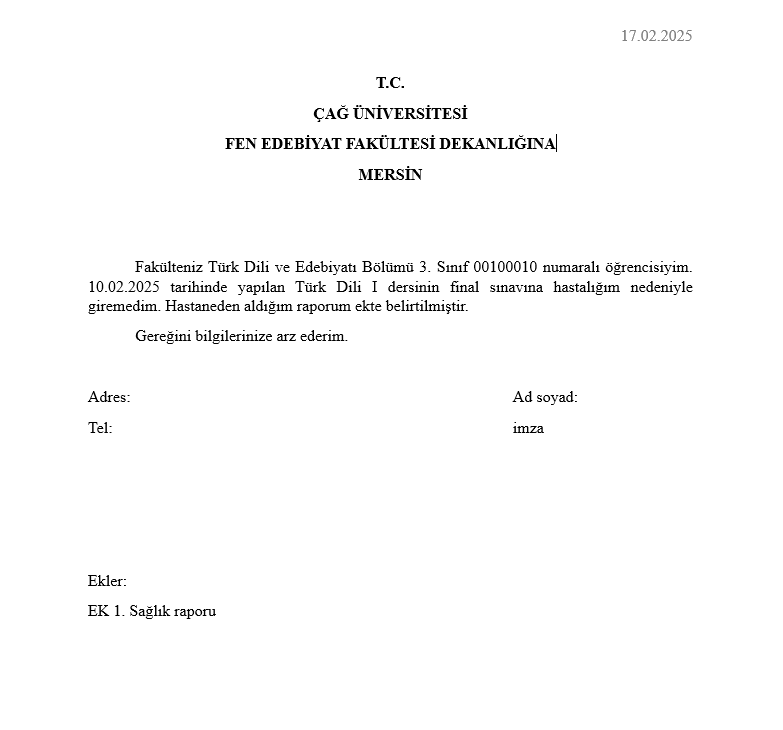 17.02.2025
T.C.
ÇAĞ ÜNİVERSİTESİ
FEN EDEBİYAT FAKÜLTESİ DEKANLIĞINA
MERSİN
Fakülteniz Türk Dili ve Edebiyatı Bölümü 3. Sınıf 00100010 numaralı öğrencisiyim.
10.02.2025 tarihinde yapılan Türk Dili I dersinin final sınavına hastalığım nedeniyle
giremedim. Hastaneden aldığım raporum ekte belirtilmiştir.
Gereğini bilgilerinize arz ederim.
Adres: Ad soyad:
Tel: imza
Ekler:
EK 1. Sağlık raporu